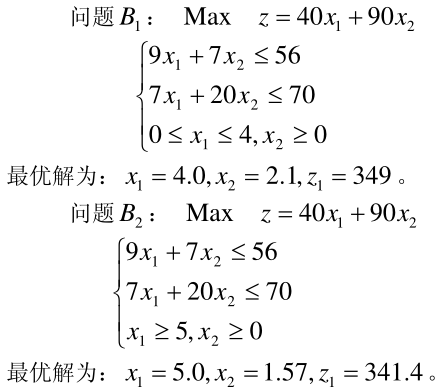 问题 B₁： Max z = 40x₁ + 90x₂
9x₁ + 7x₂ ≤ 56
7x₁ + 20x₂ ≤ 70
0 ≤ x₁ ≤ 4, x₂ ≥ 0
最优解为： x₁ = 4.0, x₂ = 2.1, z₁ = 349 。
问题 B₂： Max z = 40x₁ + 90x₂
9x₁ + 7x₂ ≤ 56
7x₁ + 20x₂ ≤ 70
x₁ ≥ 5, x₂ ≥ 0
最优解为： x₁ = 5.0, x₂ = 1.57, z₁ = 341.4 。